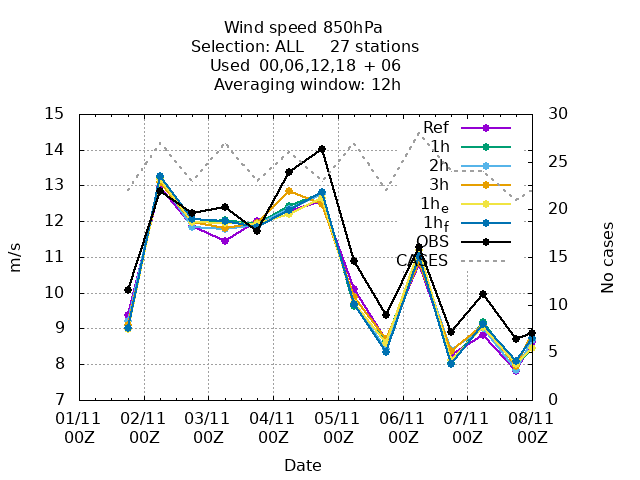 Wind speed 850hPa
Selection: ALL 27 stations
Used 00,06,12,18 + 06
Averaging window: 12h
15
14
13
12
11
10
9
8
7
m/s
30
25
20
15
10
5
0
No cases
Ref
1h
2h
3h
1he
1hf
OBS
CASES
01/11 02/11 03/11 04/11 05/11 06/11 07/11 08/11
00Z 00Z 00Z 00Z 00Z 00Z 00Z 00Z
Date